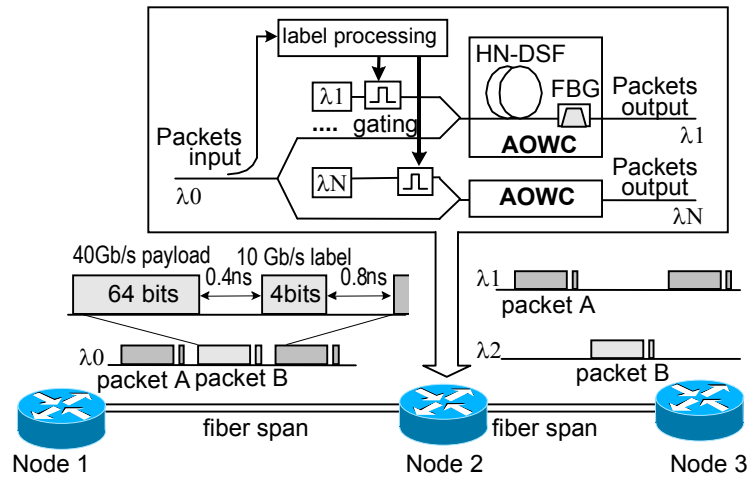 label processing
HN-DSF
FBG
AOWC
λ1
....
gating
Packets
input
λ0
Packets
output
λ1
λN
AOWC
Packets
output
λN
40Gb/s payload
10 Gb/s label
0.4ns
0.8ns
64 bits
4bits
λ0
packet A
packet B
λ1
packet A
λ2
packet B
fiber span
fiber span
Node 1
Node 2
Node 3